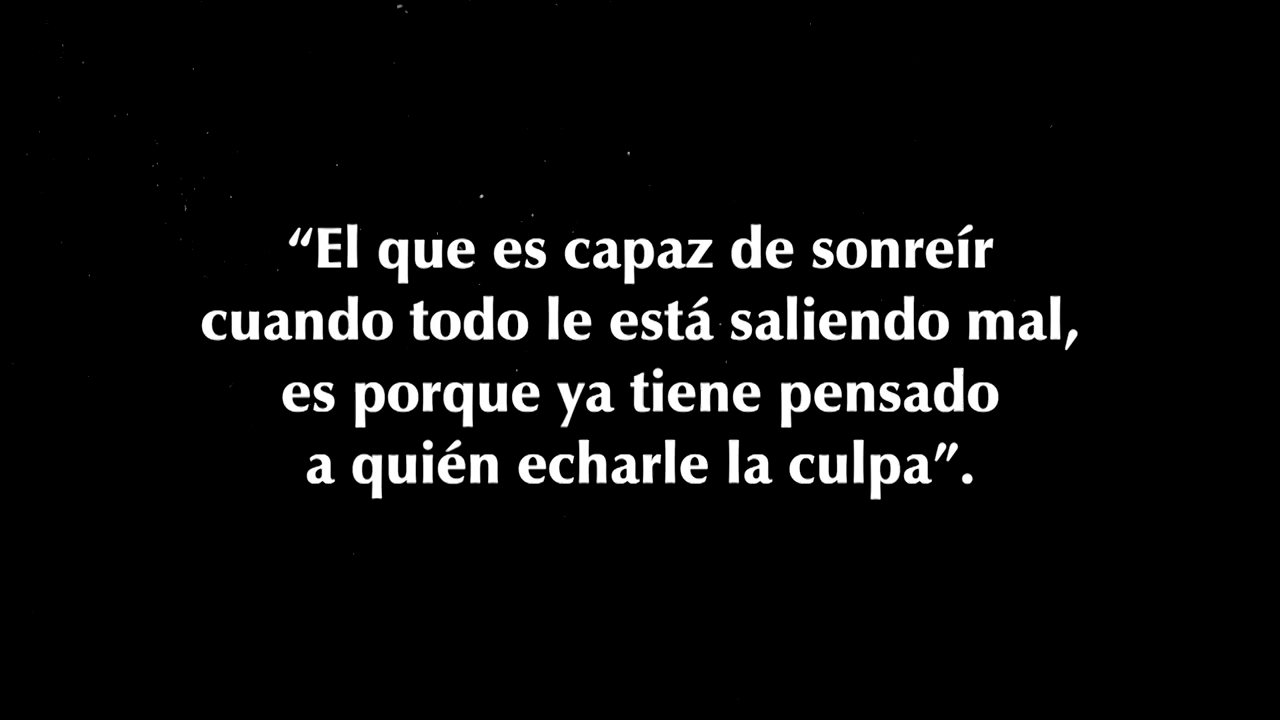 “El que es capaz de sonreír
cuando todo le está saliendo mal,
es porque ya tiene pensado
a quién echarle la culpa”.